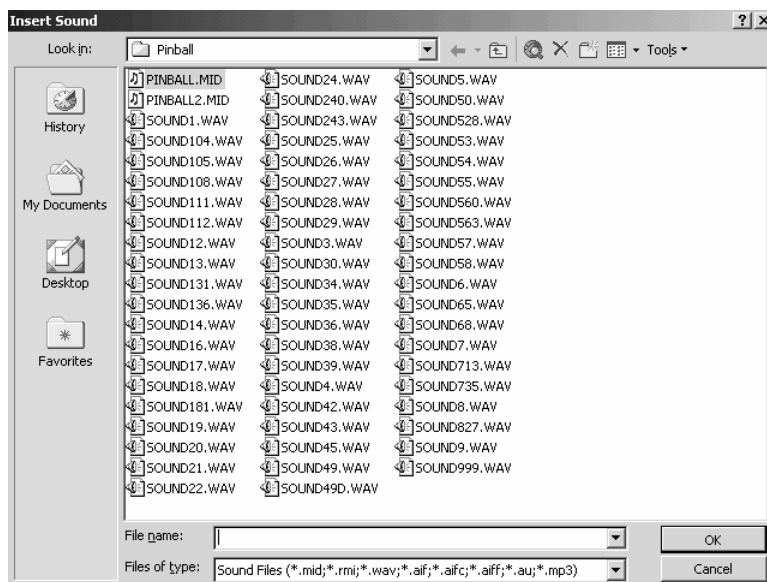 Insert Sound
Look in:
Pinball
Tools
History
My Documents
Desktop
Favorites
PINBALL.MID
PINBALL2.MID
SOUND1.WAV
SOUND104.WAV
SOUND105.WAV
SOUND108.WAV
SOUND111.WAV
SOUND112.WAV
SOUND12.WAV
SOUND13.WAV
SOUND131.WAV
SOUND136.WAV
SOUND14.WAV
SOUND16.WAV
SOUND17.WAV
SOUND18.WAV
SOUND181.WAV
SOUND19.WAV
SOUND20.WAV
SOUND21.WAV
SOUND22.WAV
SOUND24.WAV
SOUND240.WAV
SOUND243.WAV
SOUND25.WAV
SOUND26.WAV
SOUND27.WAV
SOUND28.WAV
SOUND29.WAV
SOUND3.WAV
SOUND30.WAV
SOUND34.WAV
SOUND35.WAV
SOUND36.WAV
SOUND38.WAV
SOUND39.WAV
SOUND4.WAV
SOUND42.WAV
SOUND43.WAV
SOUND45.WAV
SOUND49.WAV
SOUND49D.WAV
SOUND5.WAV
SOUND50.WAV
SOUND528.WAV
SOUND53.WAV
SOUND54.WAV
SOUND55.WAV
SOUND560.WAV
SOUND563.WAV
SOUND57.WAV
SOUND58.WAV
SOUND6.WAV
SOUND65.WAV
SOUND68.WAV
SOUND7.WAV
SOUND713.WAV
SOUND735.WAV
SOUND8.WAV
SOUND827.WAV
SOUND9.WAV
SOUND999.WAV
File name:
OK
Files of type: Sound Files (*.mid;*.rmi;*.wav;*.aif;*.aifc;*.aiff;*.au;*.mp3)
Cancel